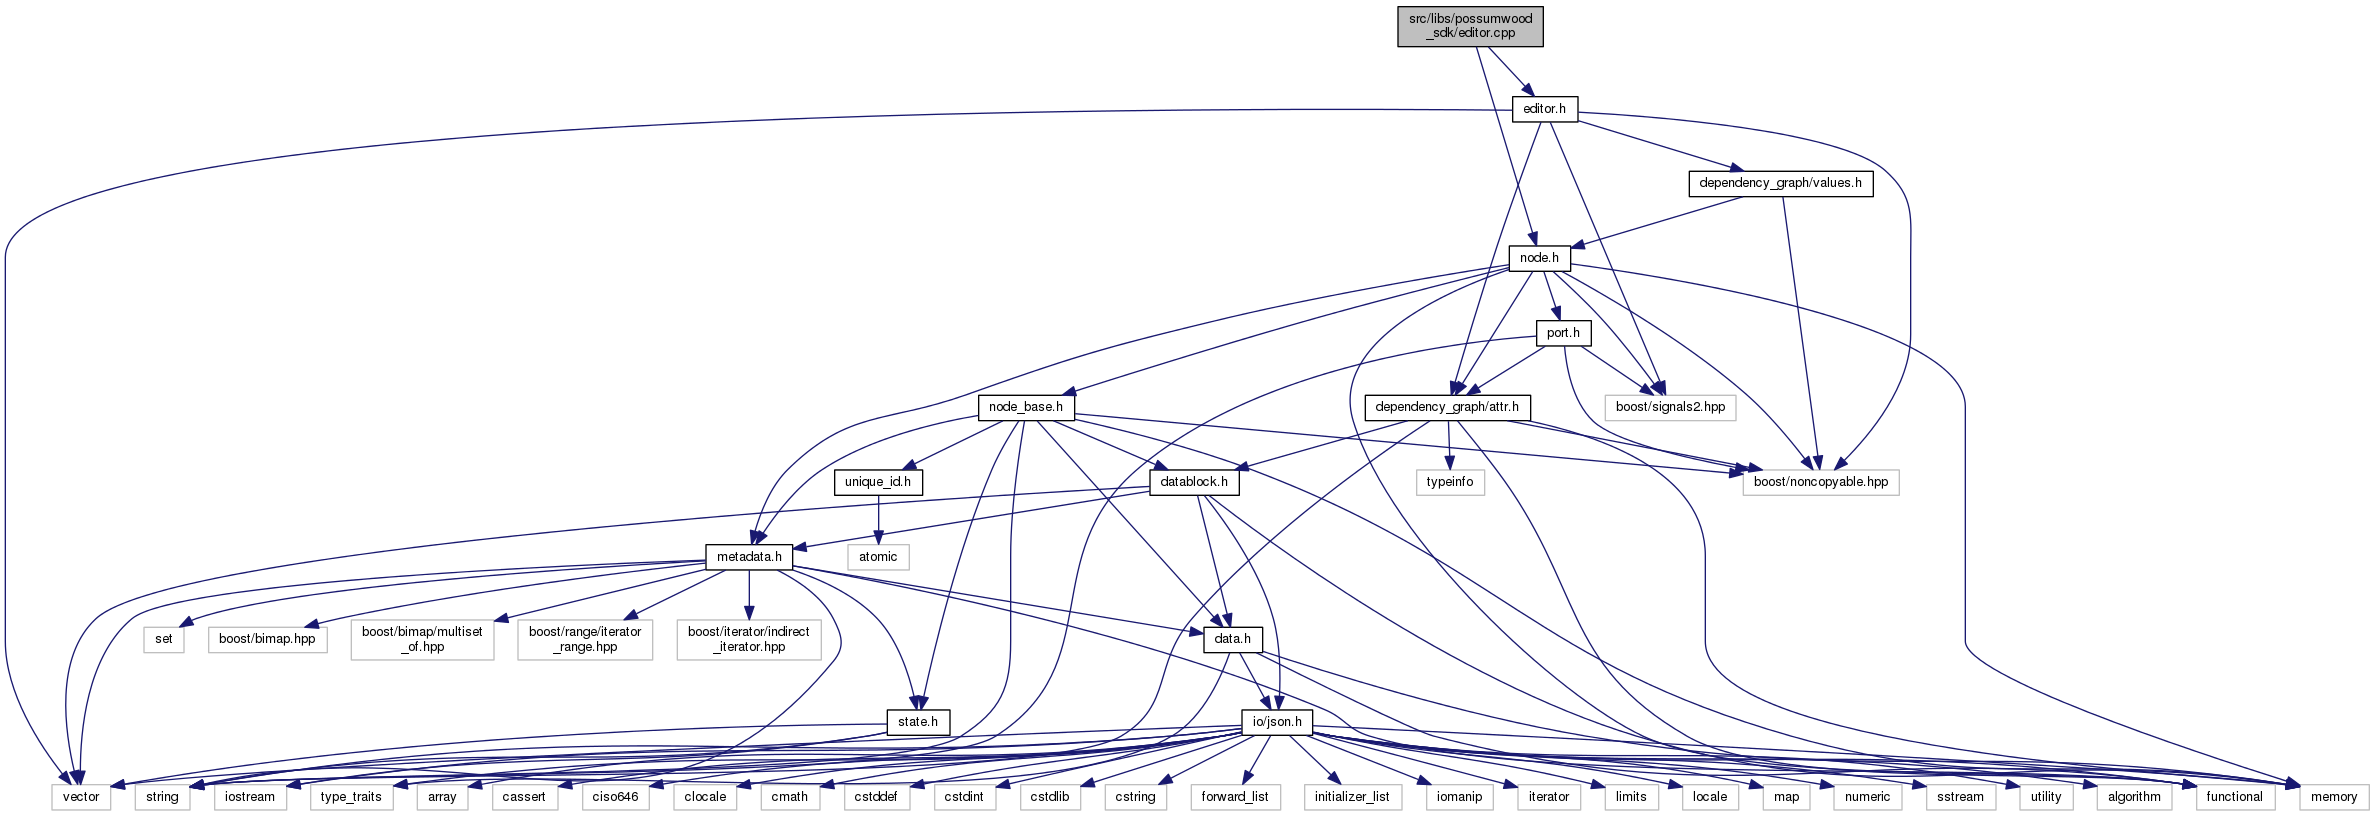 src/libs/possumwood
_sdk/editor.cpp
editor.h
dependency_graph/values.h
node.h
port.h
node_base.h
dependency_graph/attr.h
boost/signals2.hpp
unique_id.h
datablock.h
typeinfo
boost/noncopyable.hpp
metadata.h
atomic
set
boost/bimap.hpp
boost/bimap/multiset
_of.hpp
boost/range/iterator
_range.hpp
boost/iterator/indirect
_iterator.hpp
data.h
state.h
io/json.h
vector
string
iostream
type_traits
array
cassert
ciso646
clocale
cmath
cstddef
cstdint
cstdlib
cstring
forward_list
initializer_list
iomanip
iterator
limits
locale
map
numeric
sstream
utility
algorithm
functional
memory